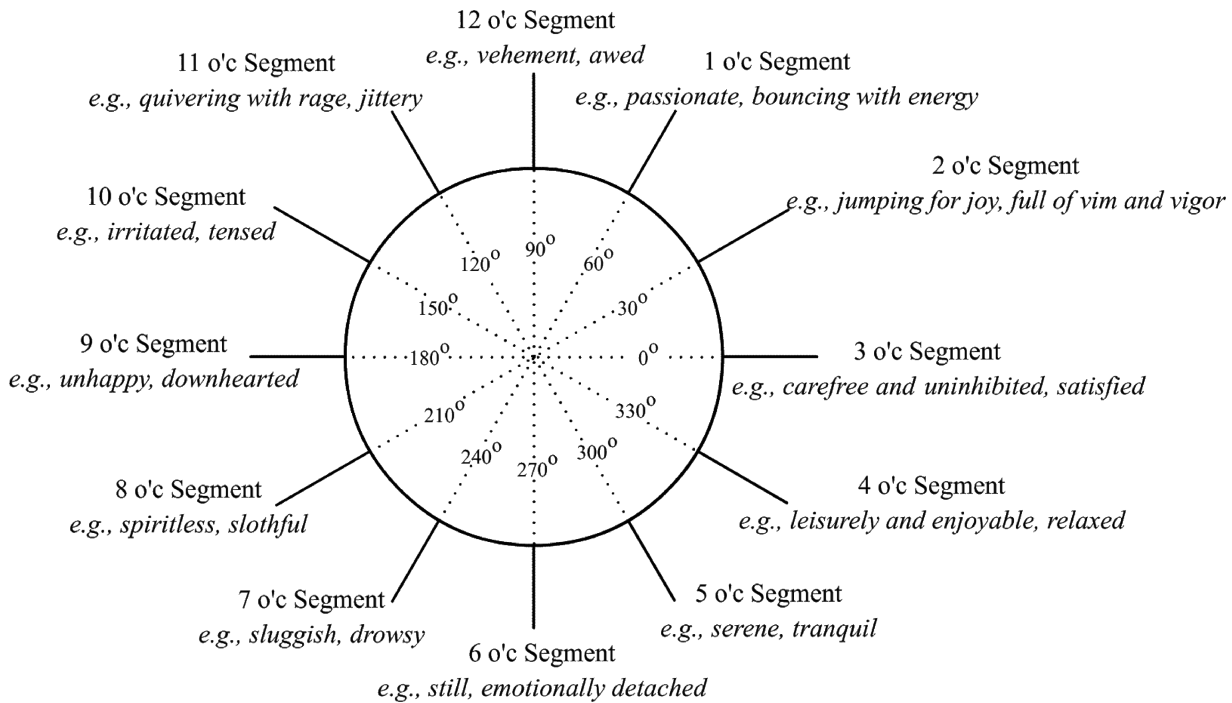 12 o'c Segment
e.g., vehement, awed
11 o'c Segment
e.g., quivering with rage, jittery
1 o'c Segment
e.g., passionate, bouncing with energy
2 o'c Segment
e.g., jumping for joy, full of vim and vigor
10 o'c Segment
e.g., irritated, tensed
90°
120°
60°
150°
30°
9 o'c Segment
e.g., unhappy, downhearted
180°
0°
3 o'c Segment
e.g., carefree and uninhibited, satisfied
210°
330°
240°
270°
300°
8 o'c Segment
e.g., spiritless, slothful
4 o'c Segment
e.g., leisurely and enjoyable, relaxed
7 o'c Segment
e.g., sluggish, drowsy
5 o'c Segment
e.g., serene, tranquil
6 o'c Segment
e.g., still, emotionally detached